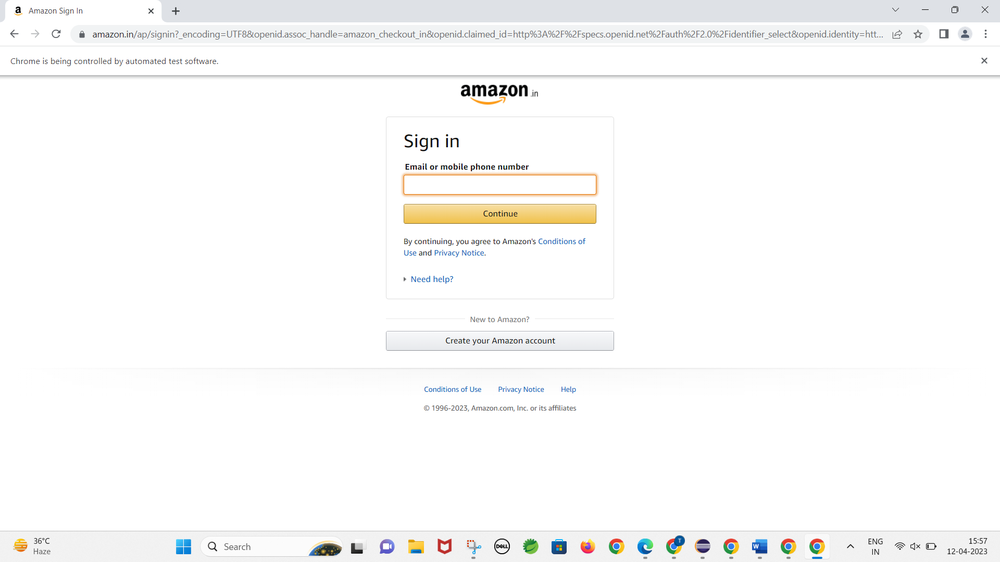 Amazon Sign In
amazon.in/ap/signin?_encoding=UTF8&openid.assoc_handle=amazon_checkout_in&openid.claimed_id=http%3A%2F%2Fspecs.openid.net%2Fauth%2F2.0%2Fidentifier_select&openid.identity=htt...
Chrome is being controlled by automated test software.
amazon.in
Sign in
Email or mobile phone number
Continue
By continuing, you agree to Amazon's Conditions of
Use and Privacy Notice.
Need help?
New to Amazon?
Create your Amazon account
Conditions of Use Privacy Notice Help
© 1996-2023, Amazon.com, Inc. or its affiliates
36°C
Haze
Search
DELL
T
W
ENG
IN
15:57
12-04-2023